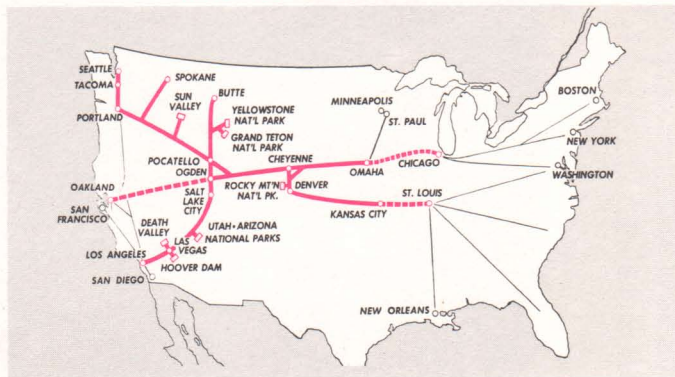 SEATTLE
TACOMA
PORTLAND
SPOKANE
SUN
VALLEY
BUTTE
YELLOWSTONE
NAT'L PARK
GRAND TETON
NAT'L PARK
MINNEAPOLIS
ST. PAUL
BOSTON
NEW YORK
WASHINGTON
POCATELLO
OGDEN
CHEYENNE
OMAHA
CHICAGO
OAKLAND
SAN
FRANCISCO
SALT
LAKE
CITY
ROCKY MT'N
NAT'L PK.
DENVER
KANSAS CITY
ST. LOUIS
DEATH
VALLEY
UTAH-ARIZONA
NATIONAL PARKS
LAS
VEGAS
LOS ANGELES
HOOVER DAM
SAN DIEGO
NEW ORLEANS